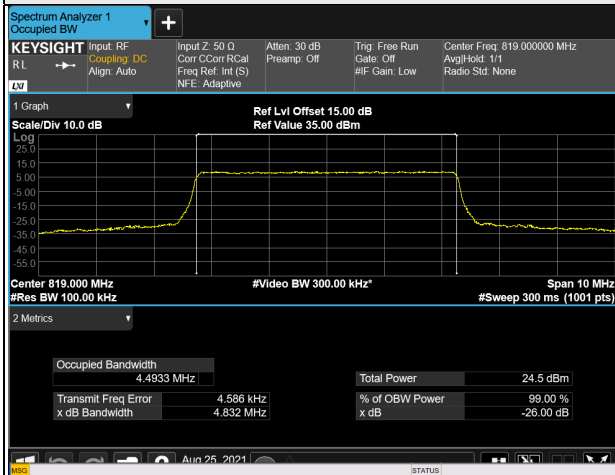 Spectrum Analyzer 1
Occupied BW
+
KEYSIGHT Input: RF Input Z: 50 Ω Atten: 30 dB Trig: Free Run Center Freq: 819.000000 MHz
R L Coupling: DC Corr CCorr RCal Preamp: Off Gate: Off Avg|Hold: 1/1
Align: Auto Freq Ref: Int (S) #IF Gain: Low Radio Std: None
LXI NFE: Adaptive
1 Graph Ref Lvl Offset 15.00 dB
Scale/Div 10.0 dB Ref Value 35.00 dBm
Log
25.0
15.0
5.00
-5.00
-15.0
-25.0
-35.0
-45.0
-55.0
Center 819.000 MHz #Video BW 300.00 kHz* Span 10 MHz
#Res BW 100.00 kHz #Sweep 300 ms (1001 pts)
2 Metrics
Occupied Bandwidth
4.4933 MHz Total Power 24.5 dBm
Transmit Freq Error 4.586 kHz % of OBW Power 99.00 %
x dB Bandwidth 4.832 MHz x dB -26.00 dB
Aug 25, 2021
MSG STATUS